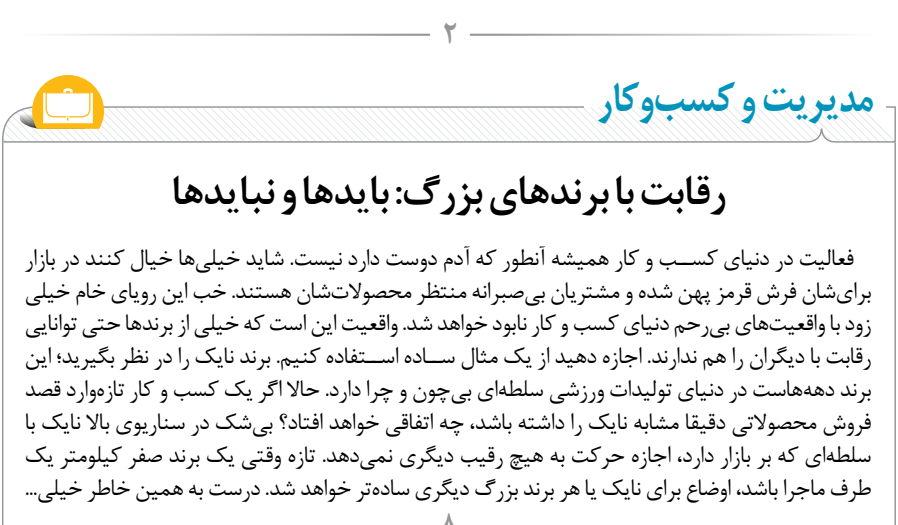 ۲
مدیریت و کسب‌وکار
رقابت با برندهای بزرگ: بایدها و نبایدها
فعالیت در دنیای کسب و کار همیشه آنطور که آدم دوست دارد نیست. شاید خیلی‌ها خیال کنند در بازار
برای‌شان فرش قرمز پهن شده و مشتریان بی‌صبرانه منتظر محصولات‌شان هستند. خب این رویای خام خیلی
زود با واقعیت‌های بی‌رحم دنیای کسب و کار نابود خواهد شد. واقعیت این است که خیلی از برندها حتی توانایی
رقابت با دیگران را هم ندارند. اجازه دهید از یک مثال ساده استفاده کنیم. برند نایک را در نظر بگیرید؛ این
برند دهه‌هاست در دنیای تولیدات ورزشی سلطه‌ای بی‌چون و چرا دارد. حالا اگر یک کسب و کار تازه‌وارد قصد
فروش محصولاتی دقیقا مشابه نایک را داشته باشد، چه اتفاقی خواهد افتاد؟ بی‌شک در سناریوی بالا نایک با
سلطه‌ای که بر بازار دارد، اجازه حرکت به هیچ رقیب دیگری نمی‌دهد. تازه وقتی یک برند صفر کیلومتر یک
طرف ماجرا باشد، اوضاع برای نایک یا هر برند بزرگ دیگری ساده‌تر خواهد شد. درست به همین خاطر خیلی...
۸